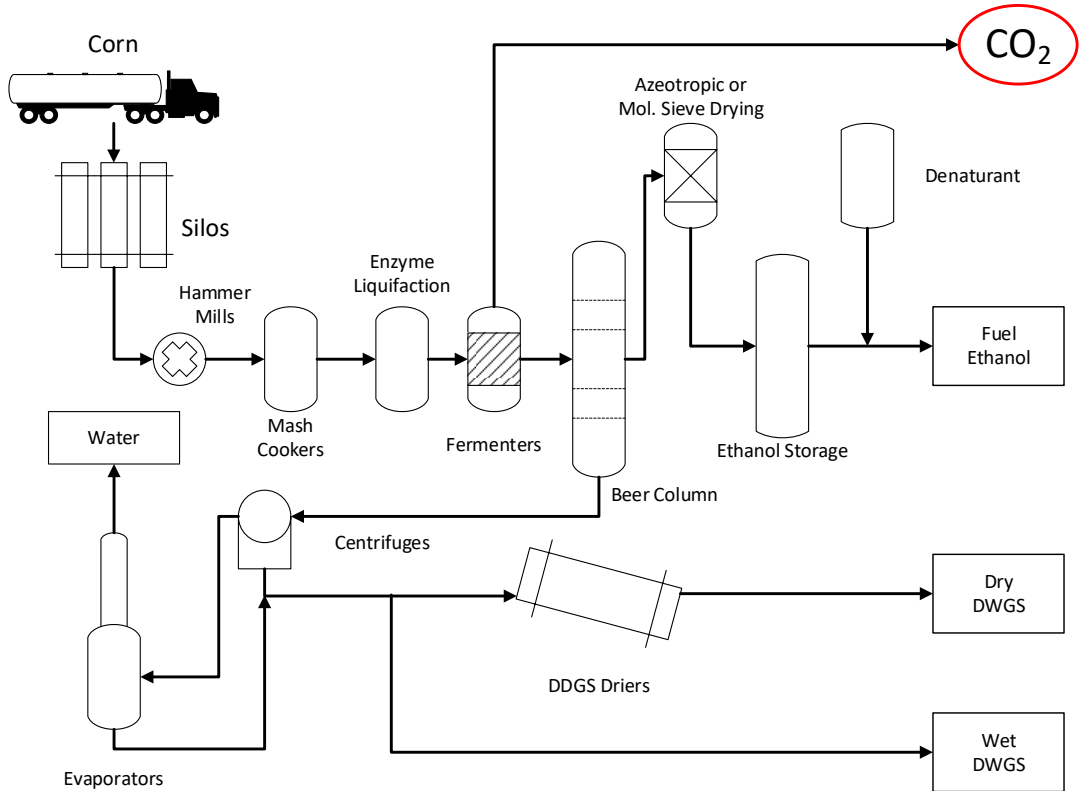 Corn
CO2
Azeotropic or
Mol. Sieve Drying
Denaturant
Silos
Enzyme
Liquifaction
Hammer
Mills
Fuel
Ethanol
Mash
Cookers
Fermenters
Ethanol Storage
Water
Beer Column
Centrifuges
Dry
DWGS
DDGS Driers
Wet
DWGS
Evaporators